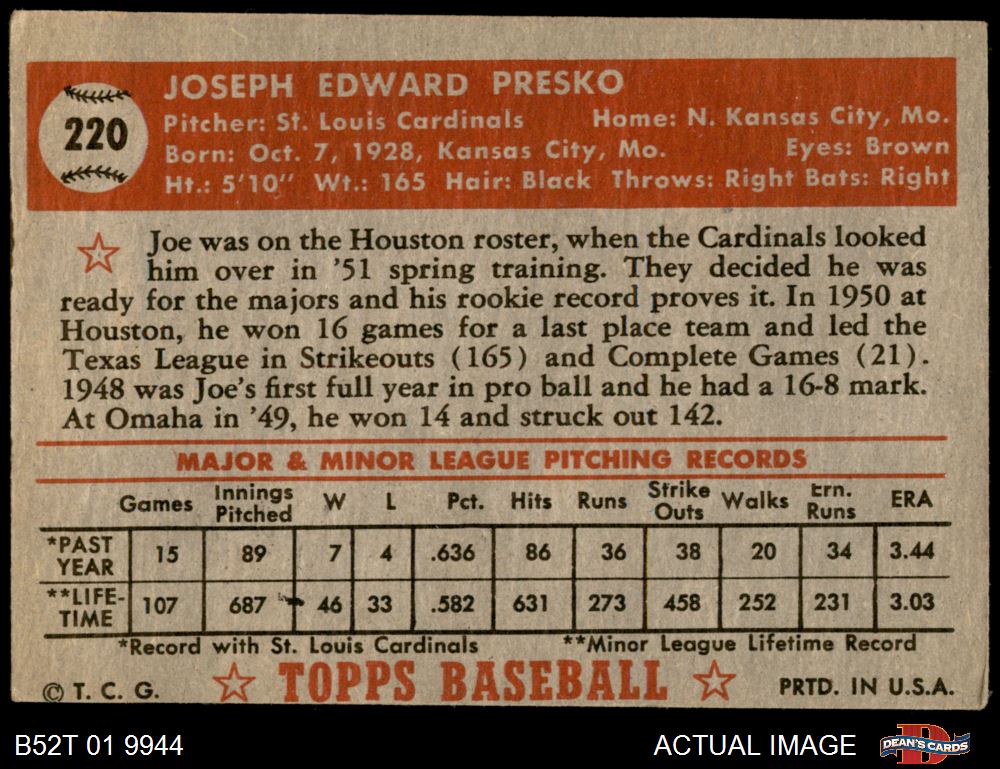 220
JOSEPH EDWARD PRESKO
Pitcher: St. Louis Cardinals Home: N. Kansas City, Mo.
Born: Oct. 7, 1928, Kansas City, Mo. Eyes: Brown
Ht.: 5'10" Wt.: 165 Hair: Black Throws: Right Bats: Right
Joe was on the Houston roster, when the Cardinals looked
him over in '51 spring training. They decided he was
ready for the majors and his rookie record proves it. In 1950 at
Houston, he won 16 games for a last place team and led the
Texas League in Strikeouts (165) and Complete Games (21).
1948 was Joe's first full year in pro ball and he had a 16-8 mark.
At Omaha in '49, he won 14 and struck out 142.
MAJOR & MINOR LEAGUE PITCHING RECORDS
Games Innings Pitched W L Pct. Hits Runs Strike Outs Walks Ern. Runs ERA
*PAST YEAR 15 89 7 4 .636 86 36 38 20 34 3.44
**LIFE-TIME 107 687 46 33 .582 631 273 458 252 231 3.03
*Record with St. Louis Cardinals **Minor League Lifetime Record
© T. C. G. TOPPS BASEBALL PRTD. IN U.S.A.
B52T 01 9944 ACTUAL IMAGE DEAN'S CARDS